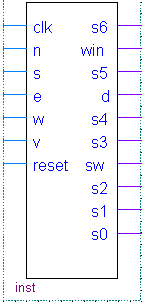 clk s6
n win
s s5
e d
w s4
v s3
reset sw
s2
s1
s0
inst